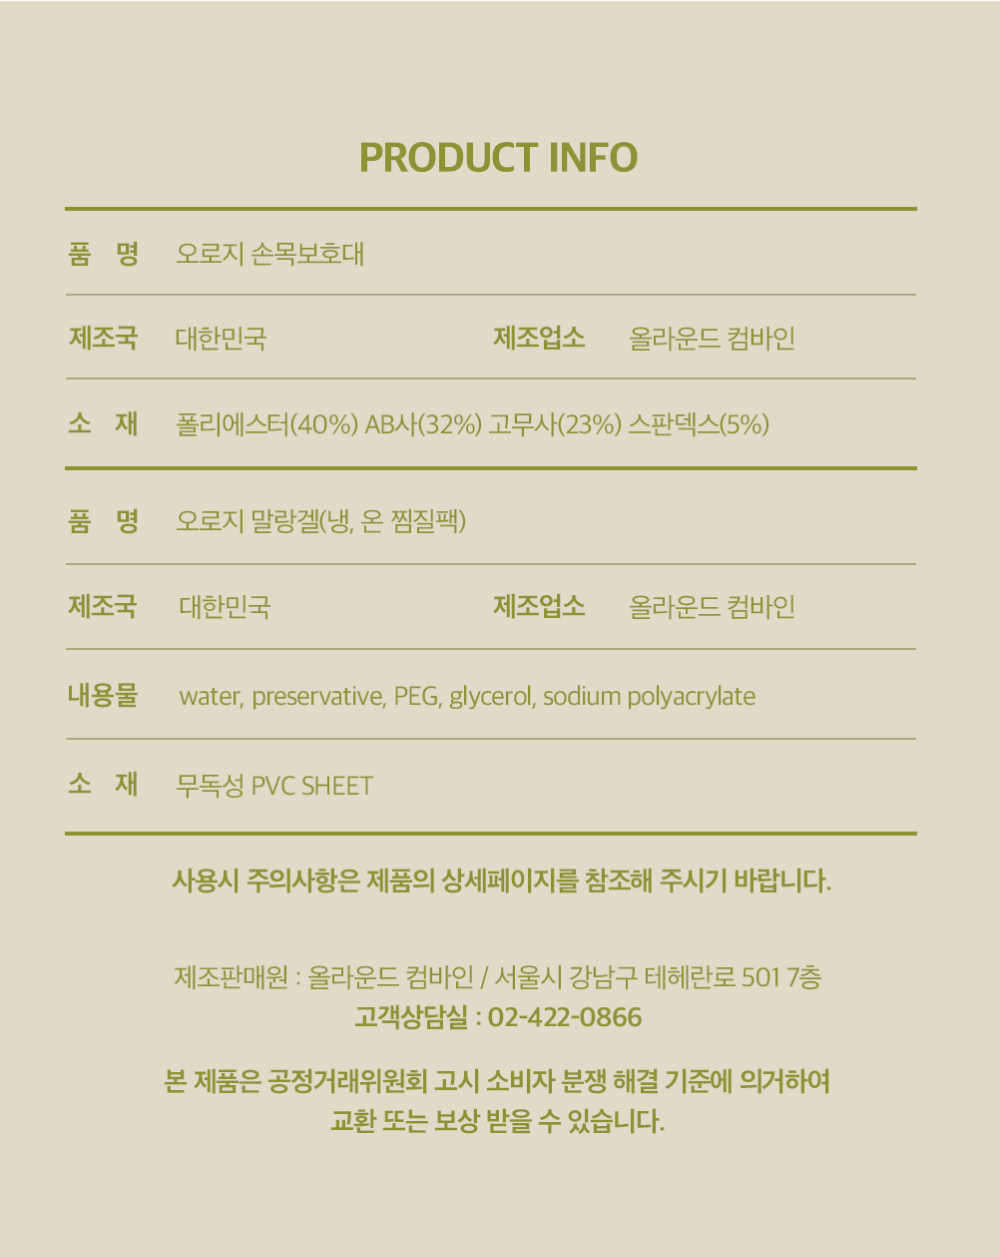 PRODUCT INFO
품 명 오로지 손목보호대
제조국 대한민국 제조업소 올라운드 컴바인
소 재 폴리에스터(40%) AB사(32%) 고무사(23%) 스판덱스(5%)
품 명 오로지 말랑겔(냉, 온 찜질팩)
제조국 대한민국 제조업소 올라운드 컴바인
내용물 water, preservative, PEG, glycerol, sodium polyacrylate
소 재 무독성 PVC SHEET
사용시 주의사항은 제품의 상세페이지를 참조해 주시기 바랍니다.
제조판매원 : 올라운드 컴바인 / 서울시 강남구 테헤란로 501 7층
고객상담실 : 02-422-0866
본 제품은 공정거래위원회 고시 소비자 분쟁 해결 기준에 의거하여
교환 또는 보상 받을 수 있습니다.